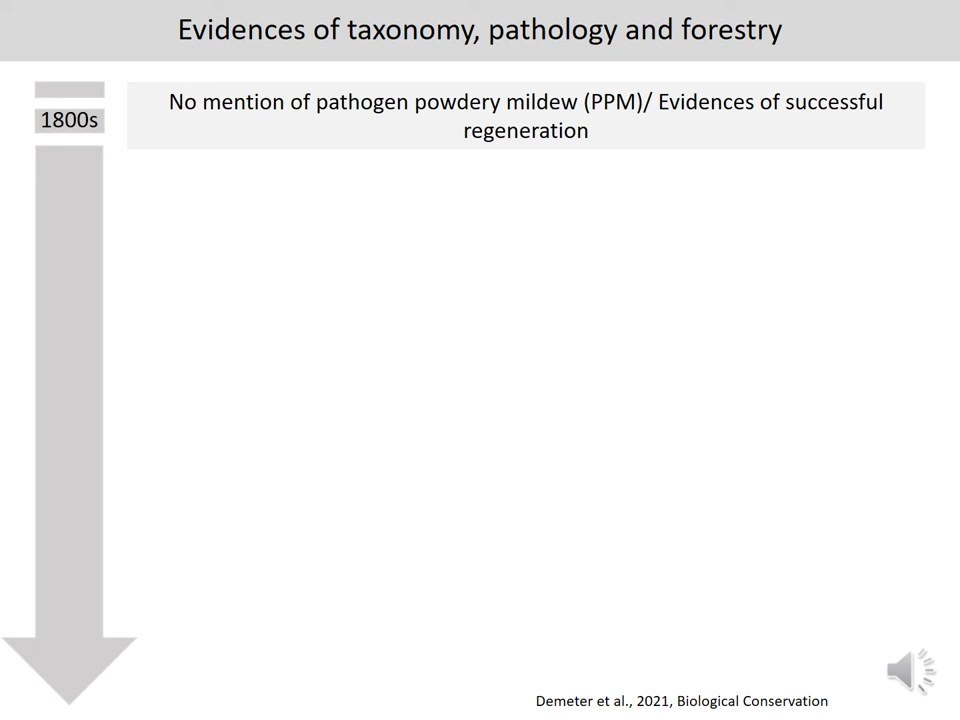 Evidences of taxonomy, pathology and forestry
1800s
No mention of pathogen powdery mildew (PPM)/ Evidences of successful
regeneration
Demeter et al., 2021, Biological Conservation